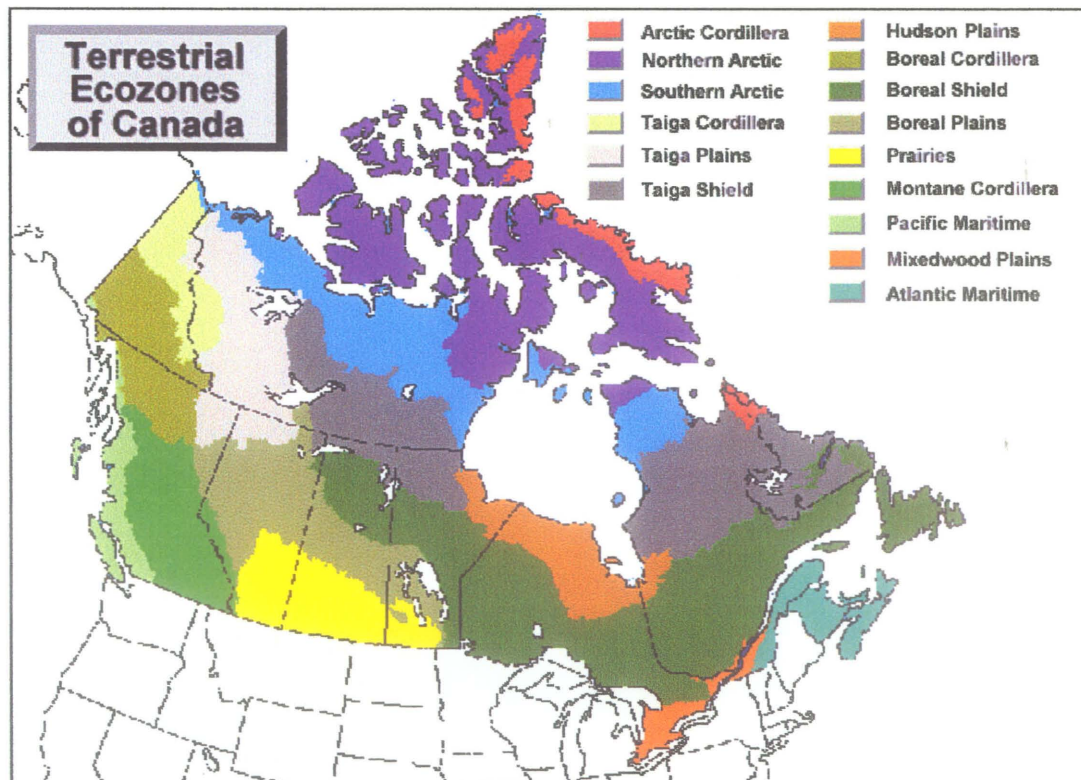 Terrestrial
Ecozones
of Canada
Arctic Cordillera
Northern Arctic
Southern Arctic
Taiga Cordillera
Taiga Plains
Taiga Shield
Hudson Plains
Boreal Cordillera
Boreal Shield
Boreal Plains
Prairies
Montane Cordillera
Pacific Maritime
Mixedwood Plains
Atlantic Maritime